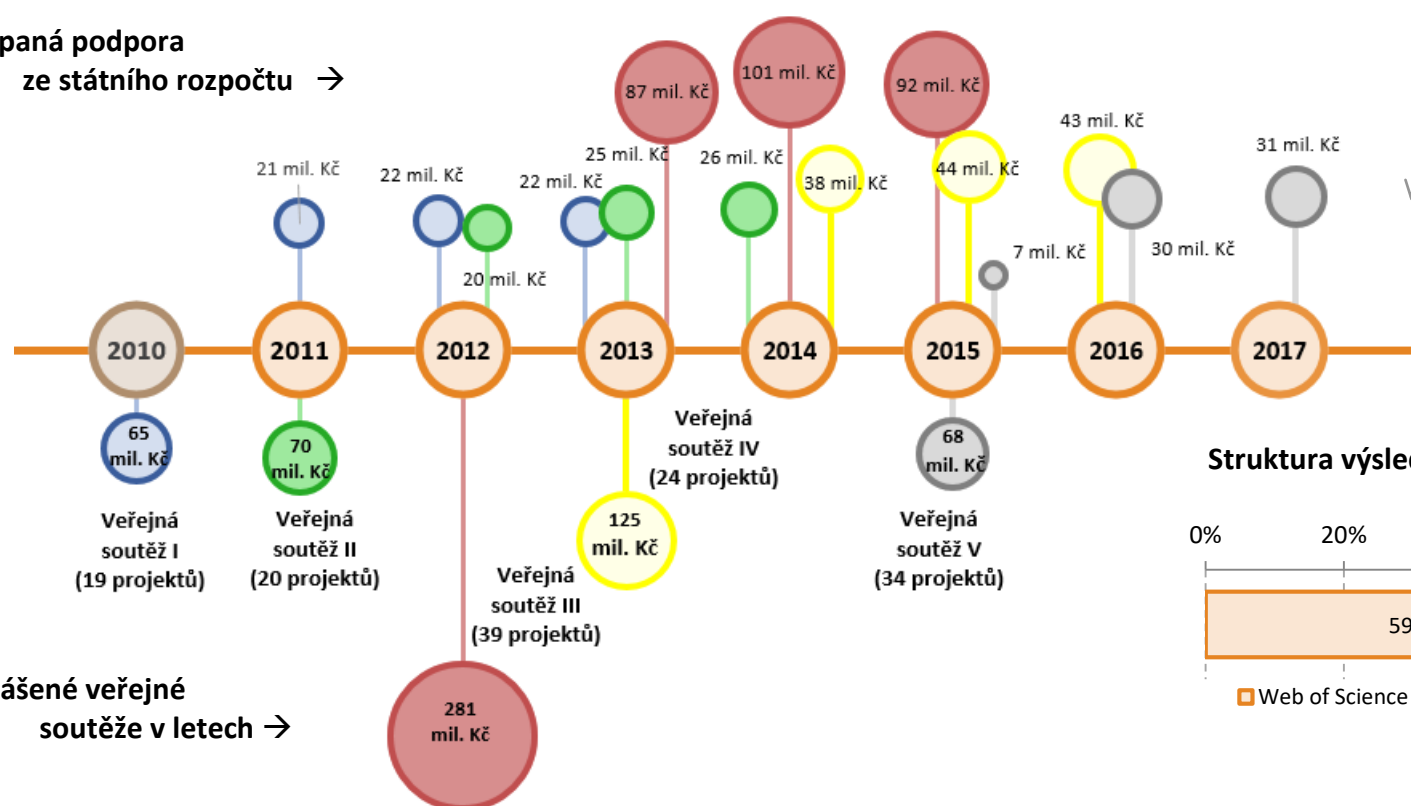 paná podpora
ze státního rozpočtu →
87 mil. Kč
101 mil. Kč
92 mil. Kč
21 mil. Kč
22 mil. Kč
20 mil. Kč
22 mil. Kč
25 mil. Kč
26 mil. Kč
38 mil. Kč
44 mil. Kč
7 mil. Kč
43 mil. Kč
30 mil. Kč
31 mil. Kč
2010
2011
2012
2013
2014
2015
2016
2017
65
mil. Kč
Veřejná
soutěž I
(19 projektů)
70
mil. Kč
Veřejná
soutěž II
(20 projektů)
281
mil. Kč
Veřejná
soutěž III
(39 projektů)
125
mil. Kč
Veřejná
soutěž IV
(24 projektů)
68
mil. Kč
Veřejná
soutěž V
(34 projektů)
ášené veřejné
soutěže v letech →
Struktura výsle
0% 20%
59
Web of Science